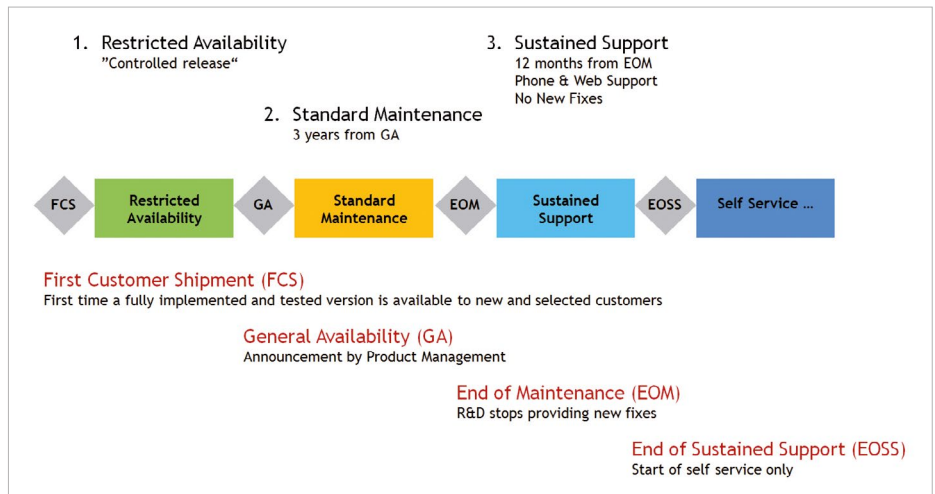 1. Restricted Availability
”Controlled release“
3. Sustained Support
12 months from EOM
Phone & Web Support
No New Fixes
2. Standard Maintenance
3 years from GA
FCS
Restricted
Availability
GA
Standard
Maintenance
EOM
Sustained
Support
EOSS
Self Service ...
First Customer Shipment (FCS)
First time a fully implemented and tested version is available to new and selected customers
General Availability (GA)
Announcement by Product Management
End of Maintenance (EOM)
R&D stops providing new fixes
End of Sustained Support (EOSS)
Start of self service only